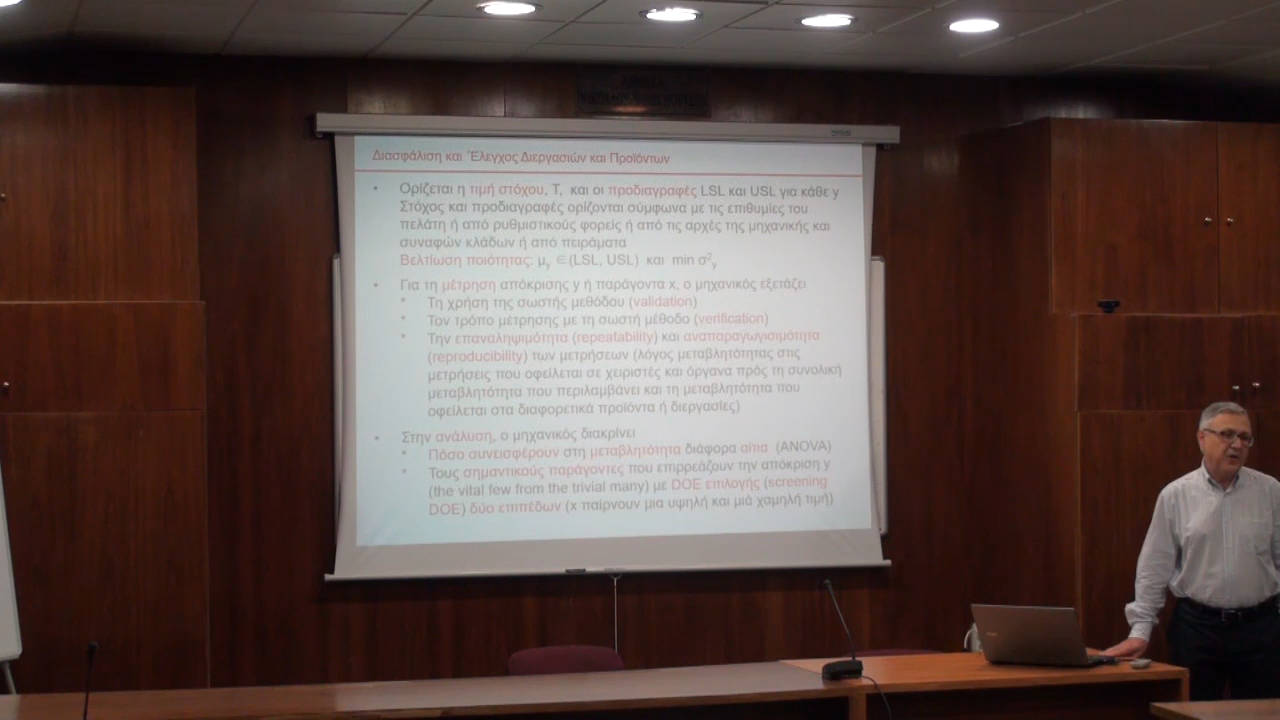 Διασφάλιση και Έλεγχος Διεργασιών και Προϊόντων
• Ορίζεται η τιμή στόχου, Τ, και οι προδιαγραφές LSL και USL για κάθε y
Στόχος και προδιαγραφές ορίζονται σύμφωνα με τις επιθυμίες του
πελάτη ή από ρυθμιστικούς φορείς ή από τις αρχές της μηχανικής και
συναφών κλάδων ή από πειράματα
Βελτίωση ποιότητας: μy ∈ (LSL, USL) και min σ²y
• Για τη μέτρηση απόκρισης y ή παράγοντα x, ο μηχανικός εξετάζει
• Τη χρήση της σωστής μεθόδου (validation)
• Τον τρόπο μέτρησης με τη σωστή μέθοδο (verification)
• Την επαναληψιμότητα (repeatability) και αναπαραγωγισιμότητα
(reproducibility) των μετρήσεων (λόγος μεταβλητότητας στις
μετρήσεις που οφείλεται σε χειριστές και όργανα πρός τη συνολική
μεταβλητότητα που περιλαμβάνει και τη μεταβλητότητα που
οφείλεται στα διαφορετικά προϊόντα ή διεργασίες)
• Στην ανάλυση, ο μηχανικός διακρίνει
• Πόσο συνεισφέρουν στη μεταβλητότητα διάφορα αίτια (ANOVA)
• Τους σημαντικούς παράγοντες που επιρρεάζουν την απόκριση y
(the vital few from the trivial many) με DOE επιλογής (screening
DOE) δύο επιπέδων (x παίρνουν μια υψηλή και μιά χαμηλή τιμή)